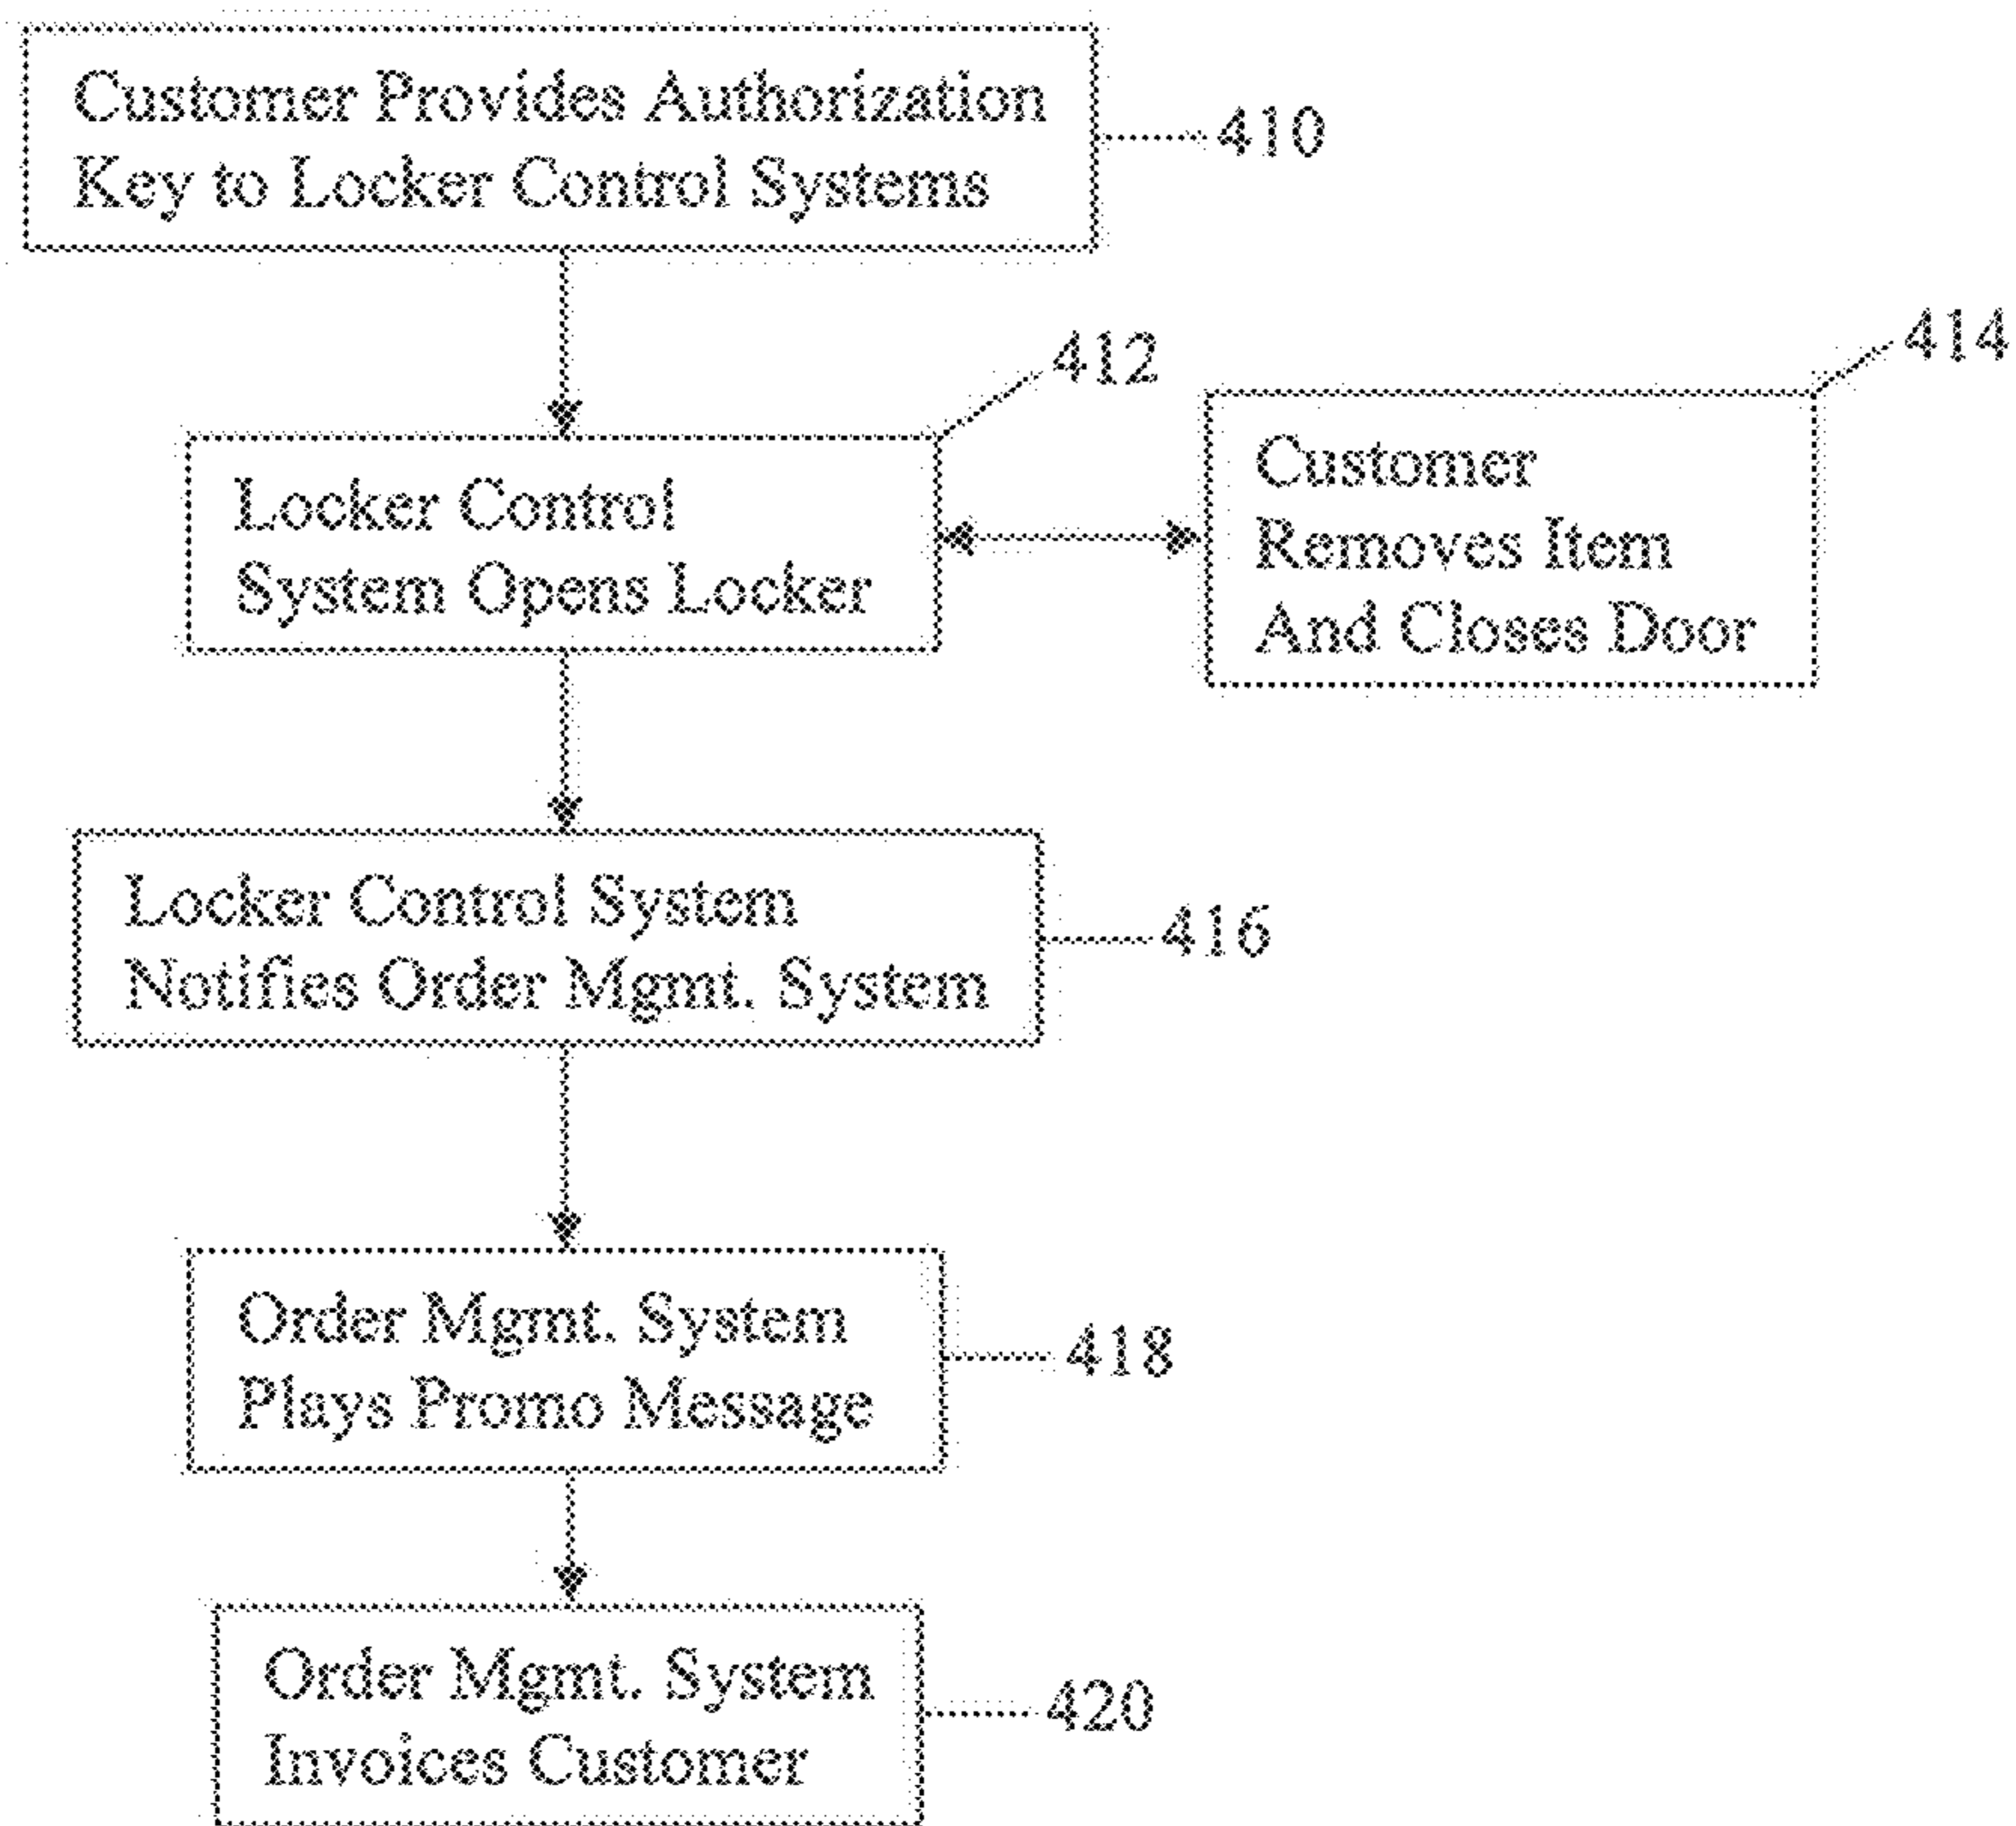 Customer Provides Authorization
Key to Locker Control Systems
410
412
414
Locker Control
System Opens Locker
Customer
Removes Item
And Closes Door
Locker Control System
Notifies Order Mgmt. System
416
Order Mgmt. System
Plays Promo Message
418
Order Mgmt. System
Invoices Customer
420